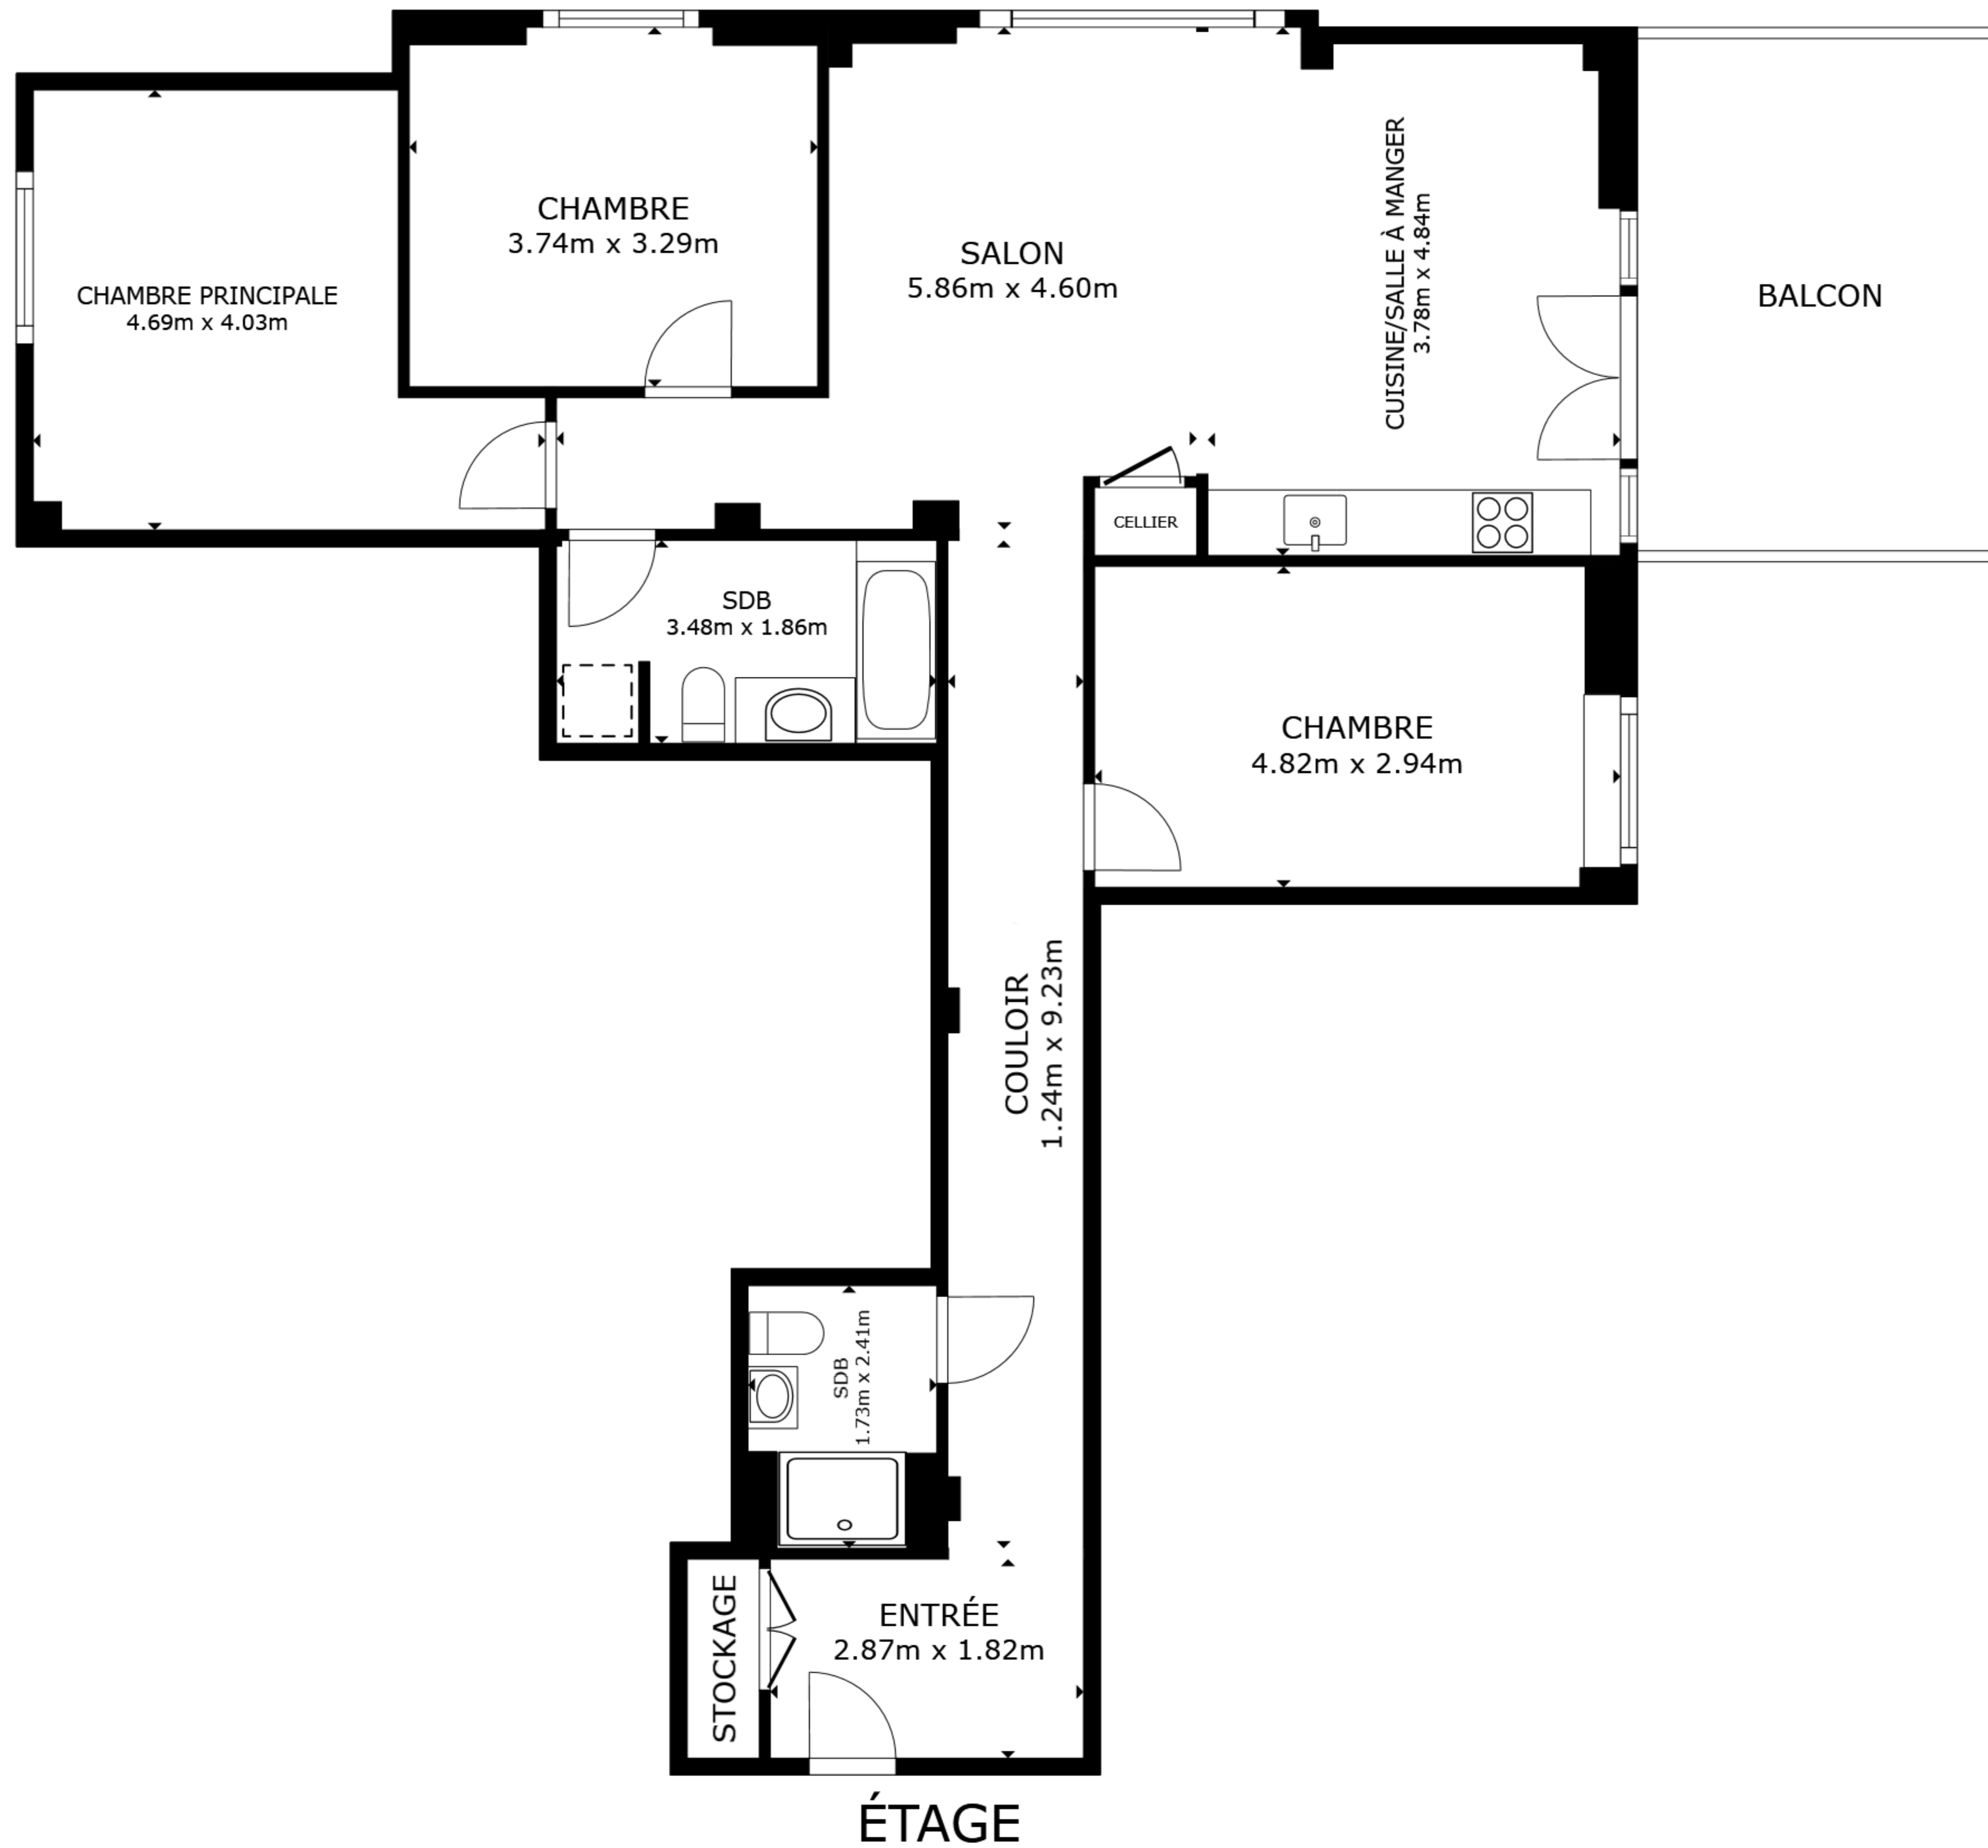 CHAMBRE
3.74m x 3.29m
CHAMBRE PRINCIPALE
4.69m x 4.03m
SALON
5.86m x 4.60m
CUISINE/SALLE À MANGER
3.78m x 4.84m
BALCON
CELLIER
SDB
3.48m x 1.86m
CHAMBRE
4.82m x 2.94m
COULOIR
1.24m x 9.23m
SDB
1.73m x 2.41m
STOCKAGE
ENTRÉE
2.87m x 1.82m
ÉTAGE